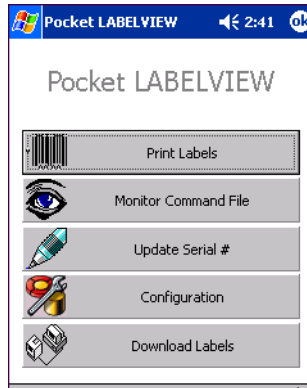 Pocket LABELVIEW 2:41 ok
Pocket LABELVIEW
Print Labels
Monitor Command File
Update Serial #
Configuration
Download Labels